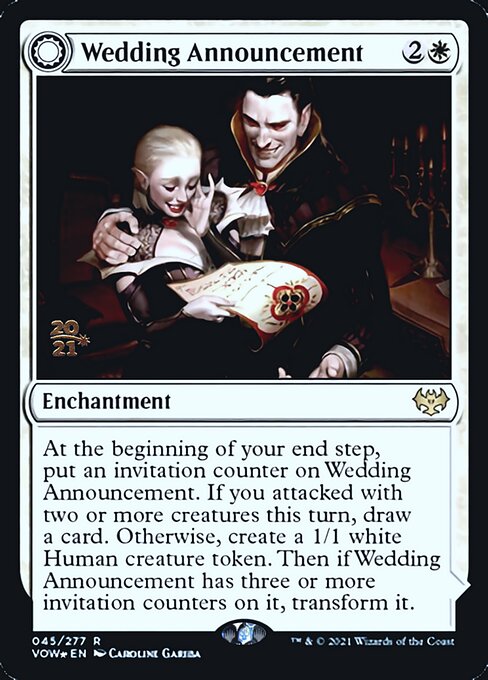 Wedding Announcement 2
20
21
Enchantment
At the beginning of your end step,
put an invitation counter on Wedding
Announcement. If you attacked with
two or more creatures this turn, draw
a card. Otherwise, create a 1/1 white
Human creature token. Then if Wedding
Announcement has three or more
invitation counters on it, transform it.
045/277 R
VOW★EN Caroline Gariba
™ & © 2021 Wizards of the Coast